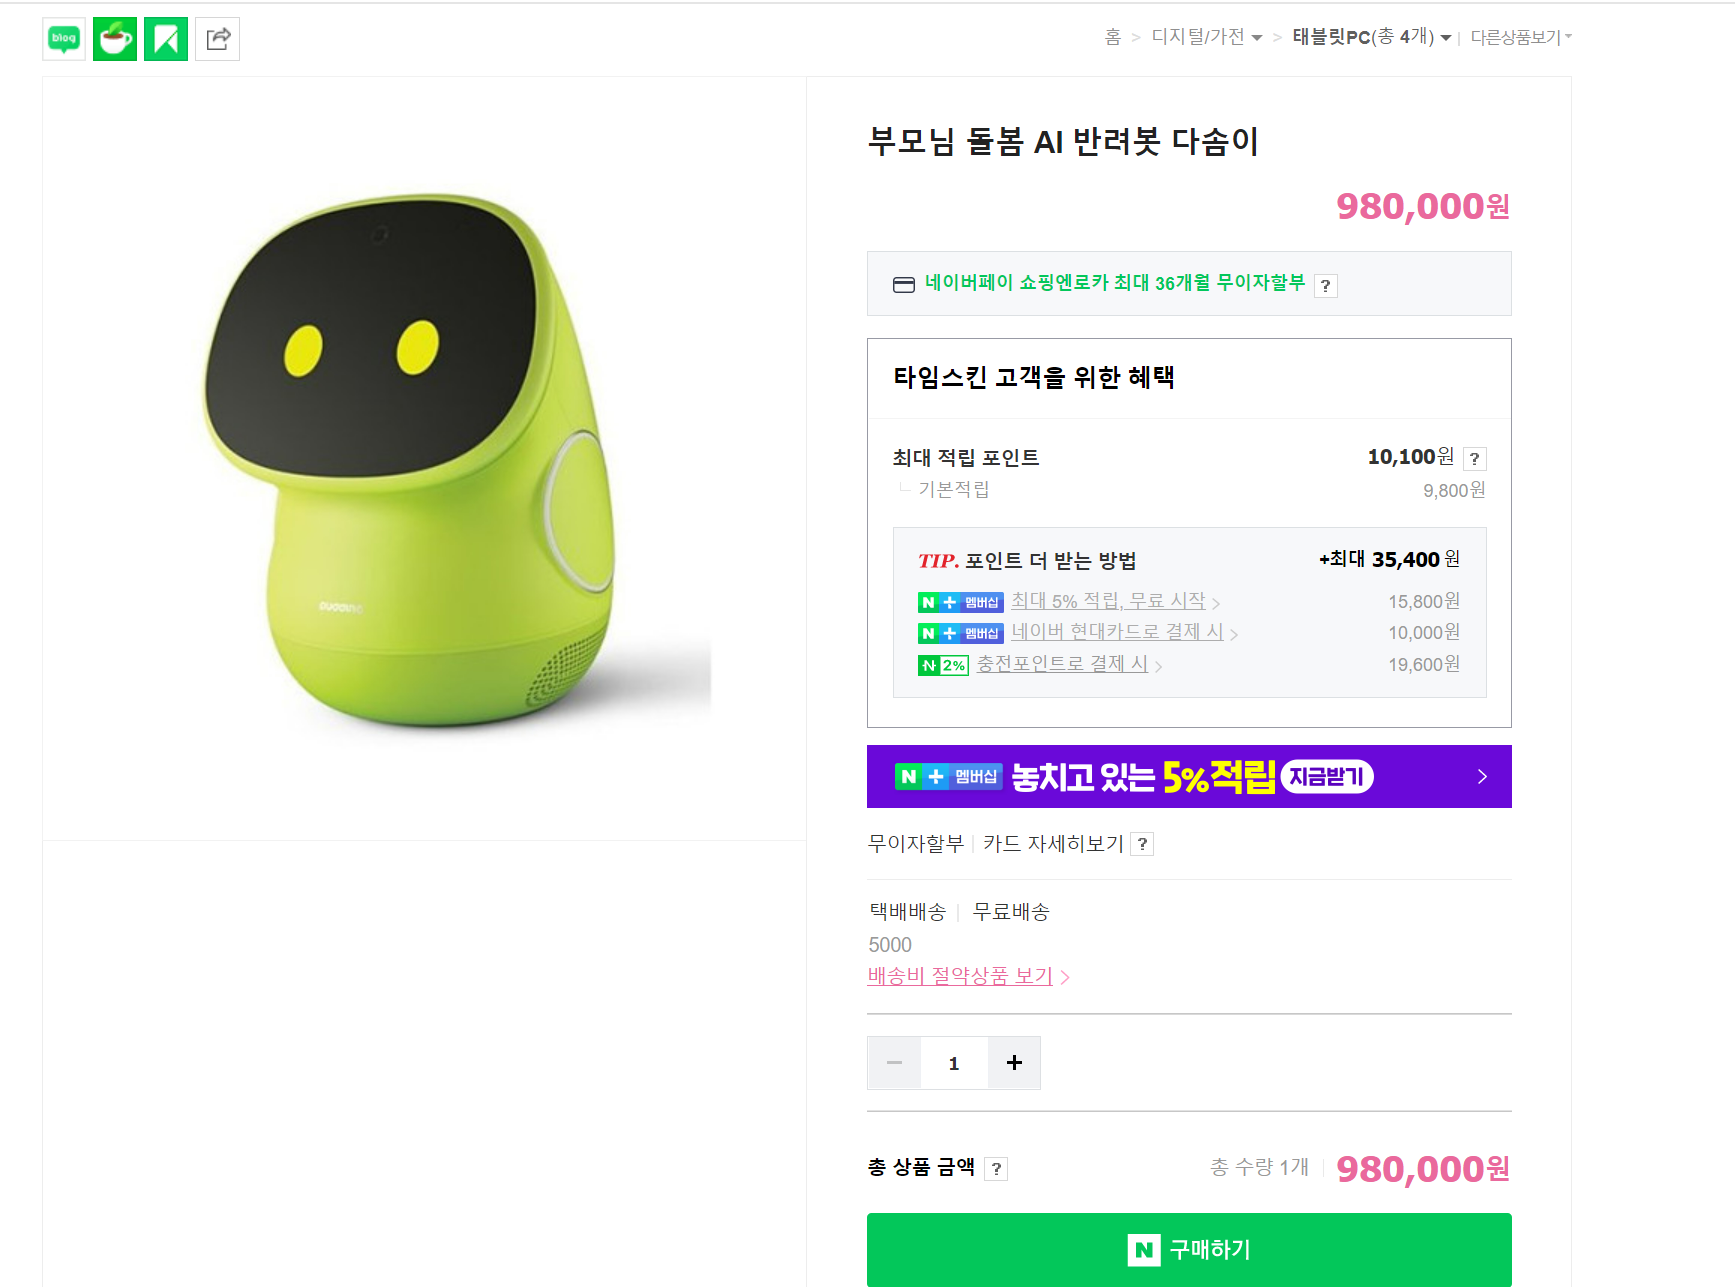 blog
홈 > 디지털/가전 > 태블릿PC(총 4개) | 다른상품보기
부모님 돌봄 AI 반려봇 다솜이
980,000원
네이버페이 쇼핑엔로카 최대 36개월 무이자할부 ?
타임스킨 고객을 위한 혜택
최대 적립 포인트 10,100원 ?
기본적립 9,800원
TIP. 포인트 더 받는 방법 +최대 35,400 원
N + 멤버십 최대 5% 적립, 무료 시작 > 15,800원
N + 멤버십 네이버 현대카드로 결제 시 > 10,000원
N 2% 충전포인트로 결제 시 > 19,600원
N + 멤버십 놓치고 있는 5% 적립 지금받기 >
무이자할부 | 카드 자세히보기 ?
택배배송 | 무료배송
5000
배송비 절약상품 보기 >
− 1 +
총 상품 금액 ? 총 수량 1개 | 980,000원
N 구매하기